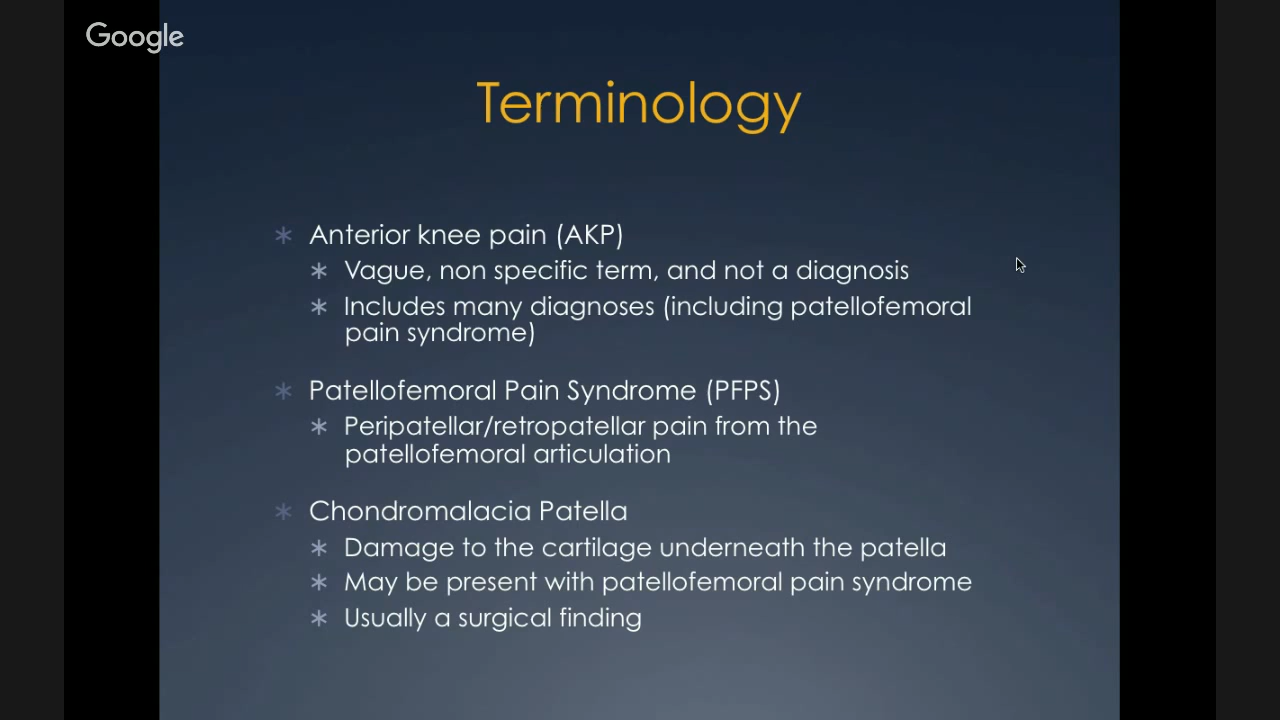 Google
Terminology
* Anterior knee pain (AKP)
* Vague, non specific term, and not a diagnosis
* Includes many diagnoses (including patellofemoral
pain syndrome)
* Patellofemoral Pain Syndrome (PFPS)
* Peripatellar/retropatellar pain from the
patellofemoral articulation
* Chondromalacia Patella
* Damage to the cartilage underneath the patella
* May be present with patellofemoral pain syndrome
* Usually a surgical finding